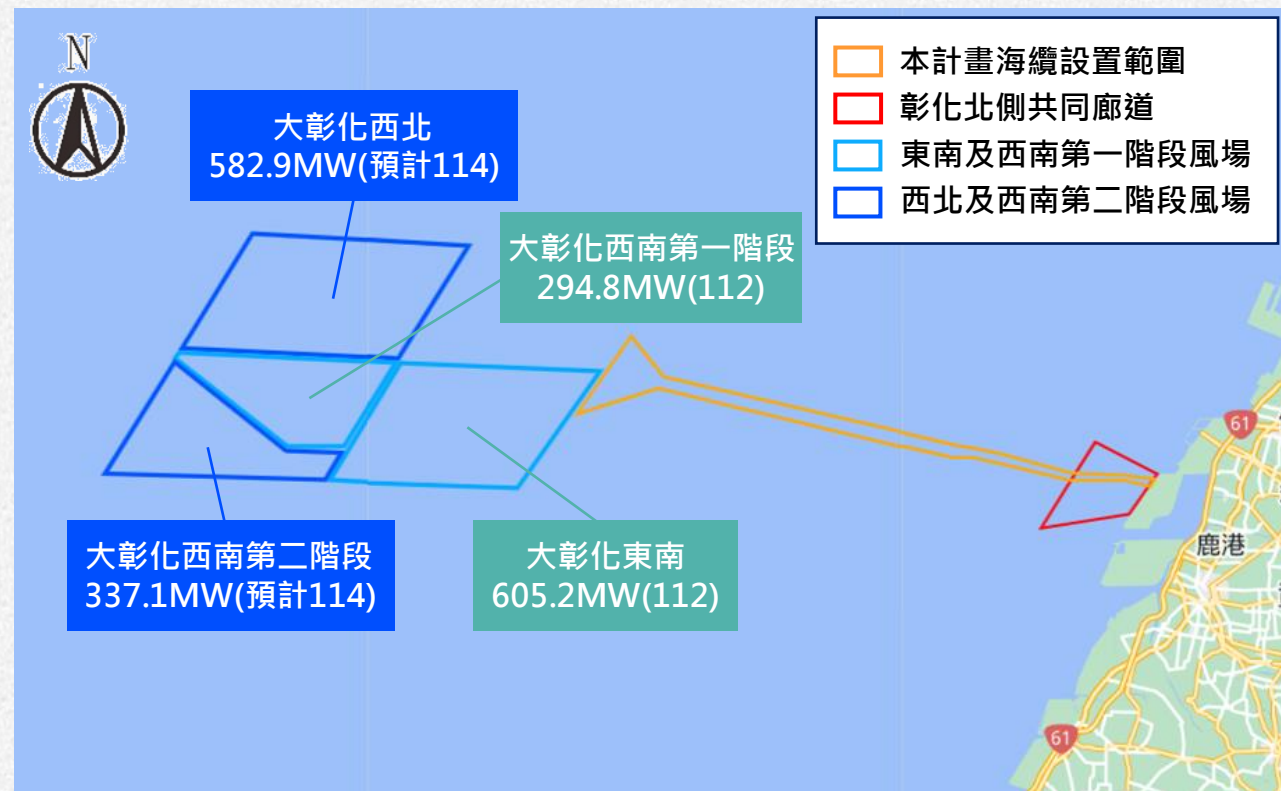 N
本計畫海纜設置範圍
彰化北側共同廊道
東南及西南第一階段風場
西北及西南第二階段風場
大彰化西北
582.9MW(預計114)
大彰化西南第一階段
294.8MW(112)
61
鹿港
大彰化西南第二階段
337.1MW(預計114)
大彰化東南
605.2MW(112)
61